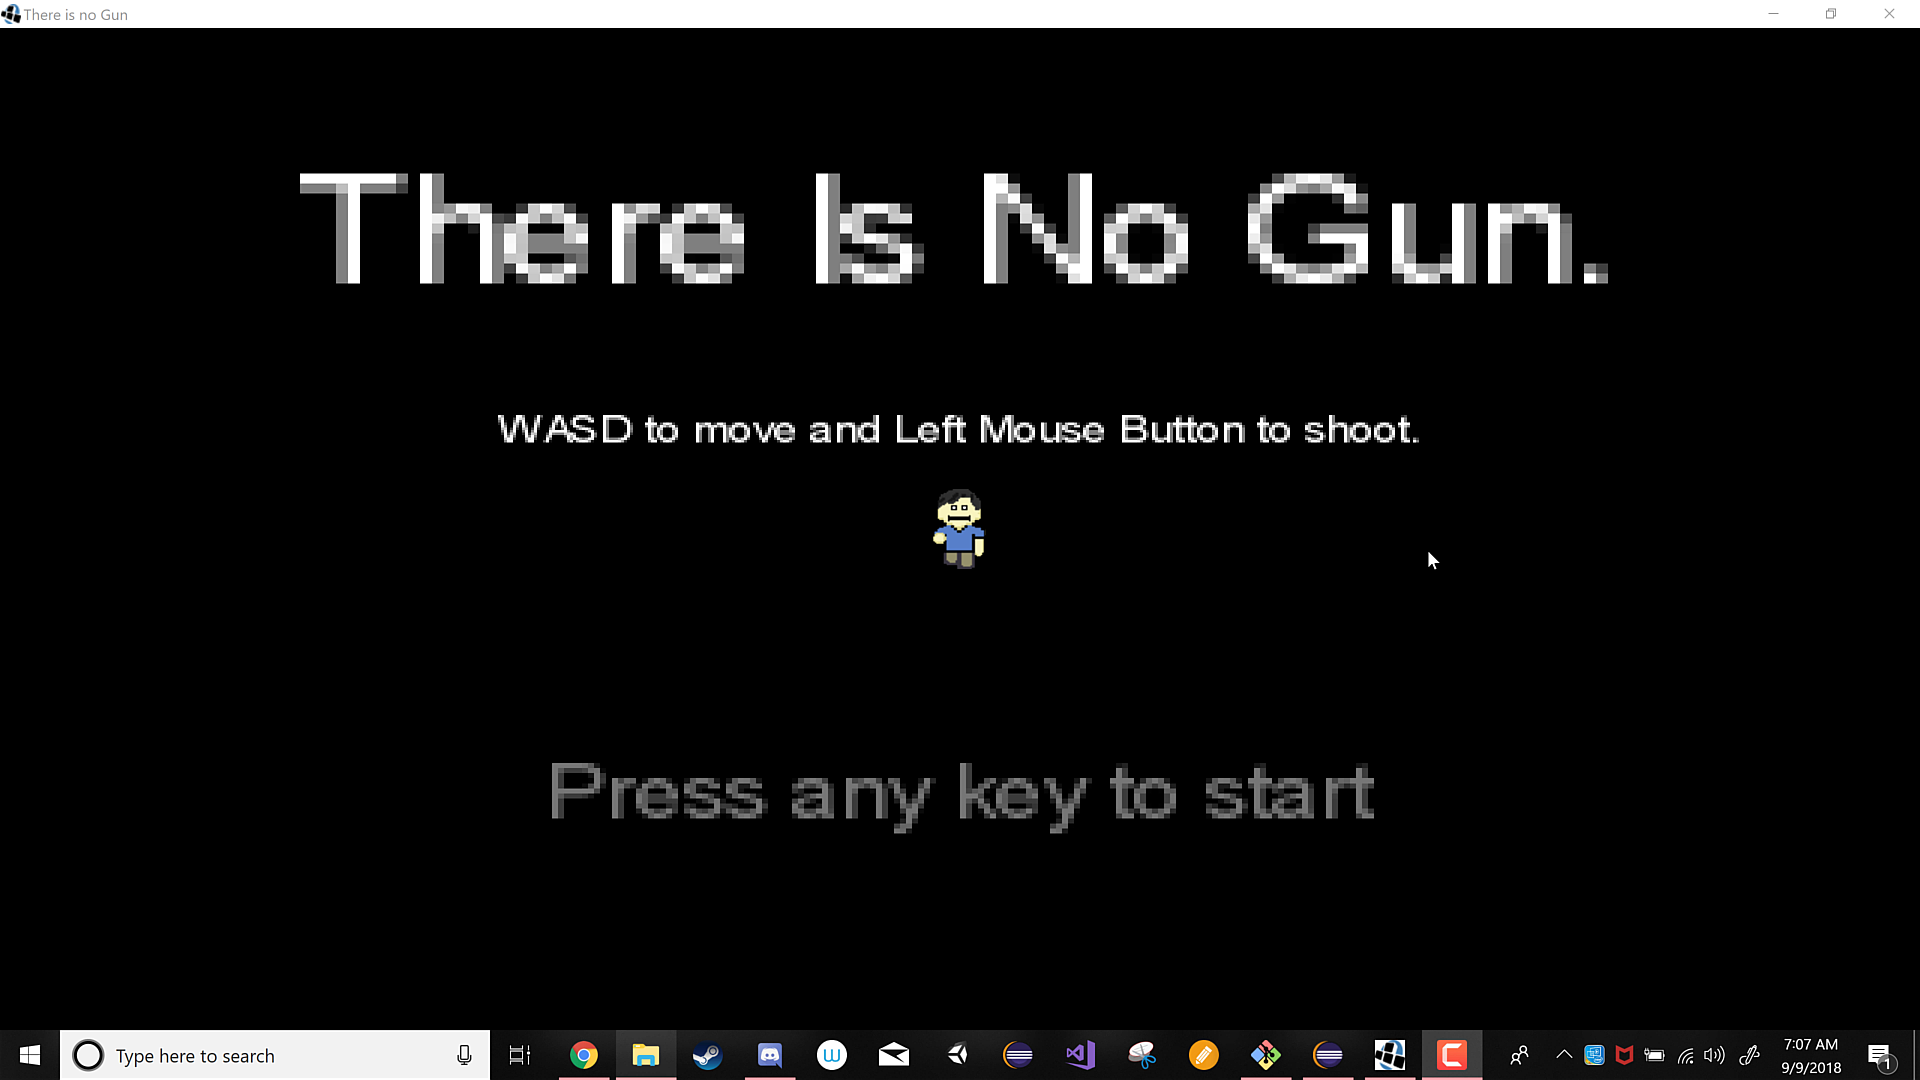 There is no Gun
There Is No Gun.
WASD to move and Left Mouse Button to shoot.
Press any key to start
Type here to search
7:07 AM
9/9/2018
1